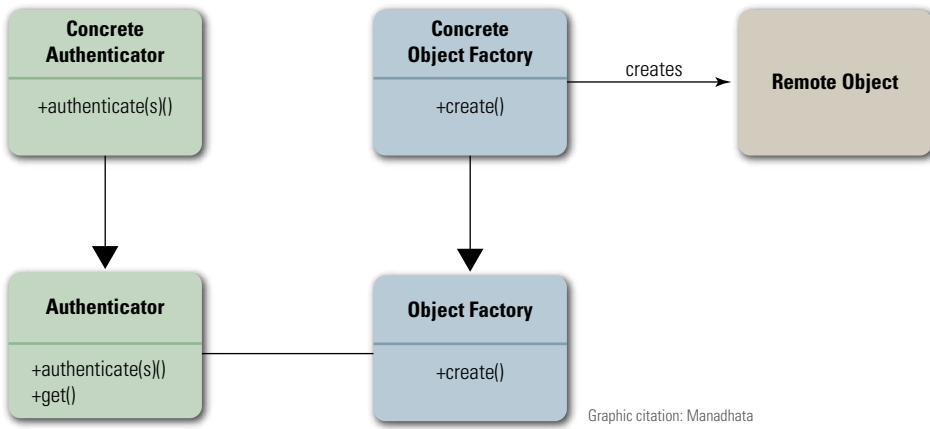 Concrete
Authenticator
+authenticate(s)()
Concrete
Object Factory
+create()
creates
Remote Object
Authenticator
+authenticate(s)()
+get()
Object Factory
+create()
Graphic citation: Manadhata